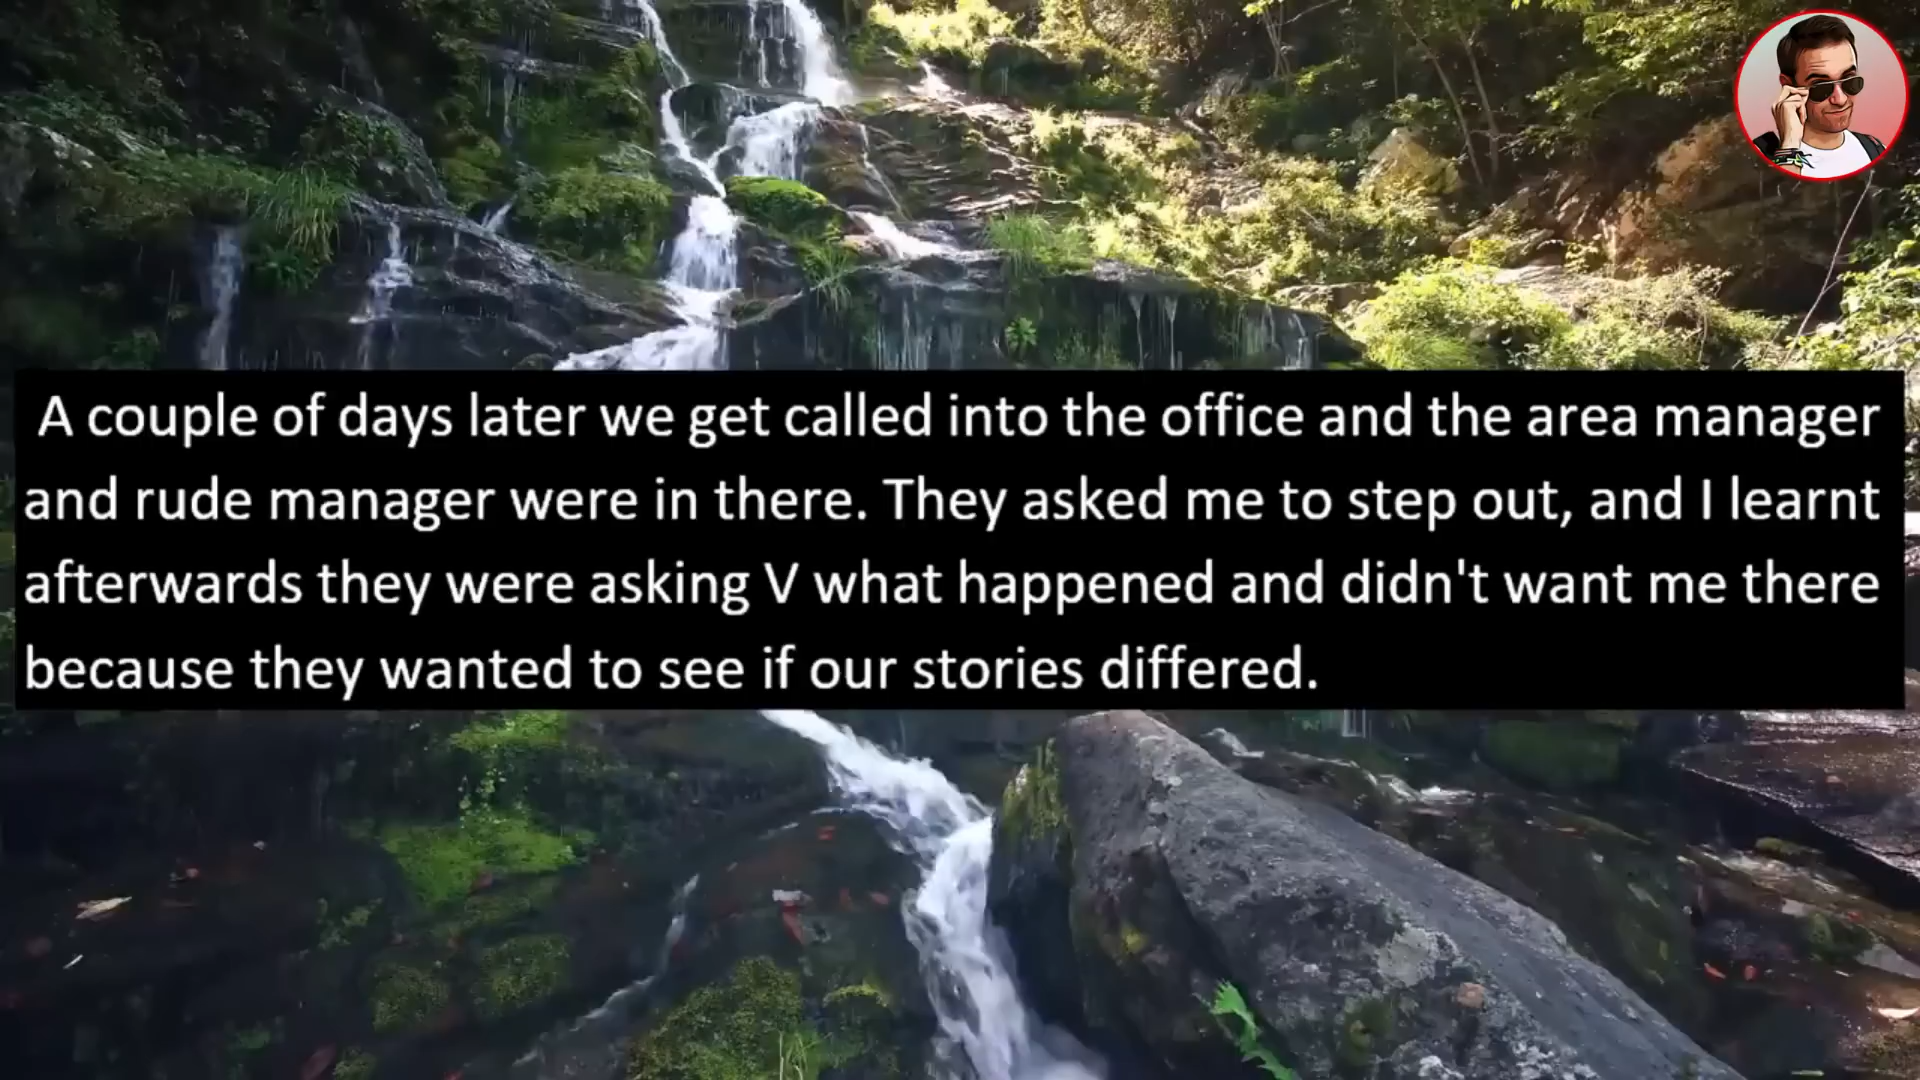 A couple of days later we get called into the office and the area manager
and rude manager were in there. They asked me to step out, and I learnt
afterwards they were asking V what happened and didn't want me there
because they wanted to see if our stories differed.